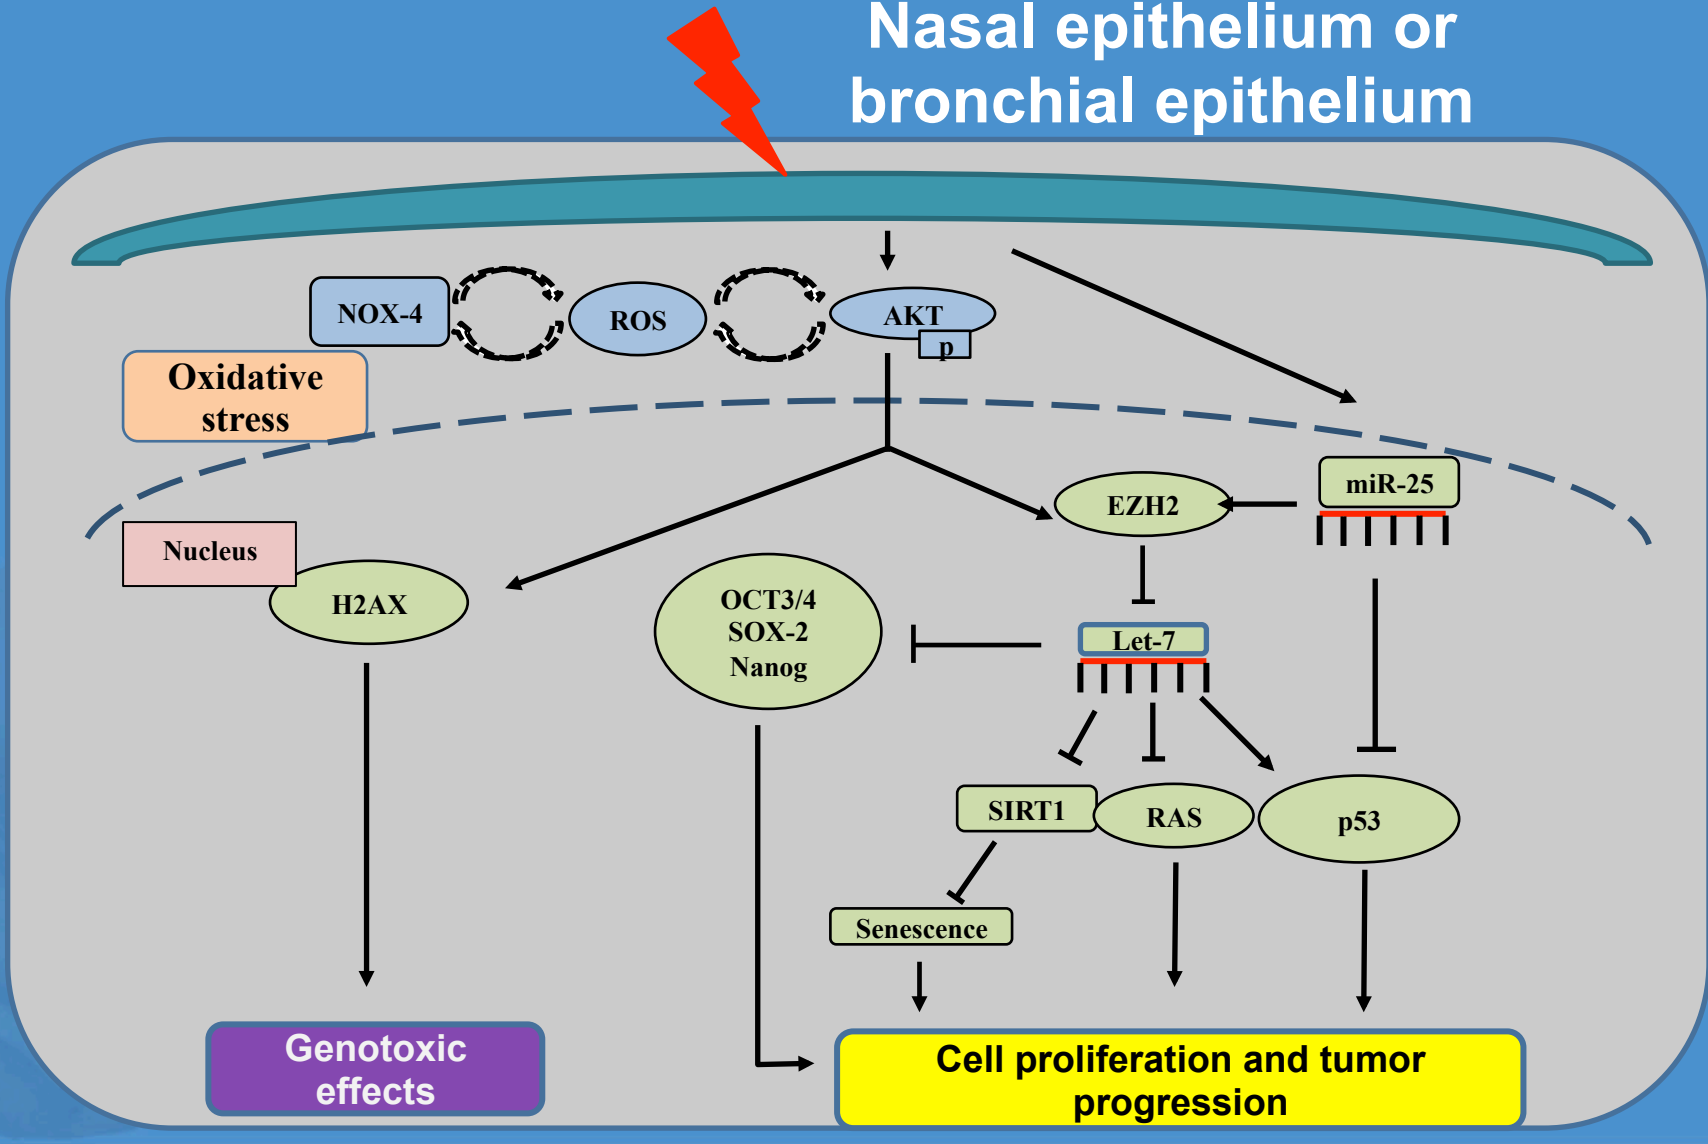 Nasal epithelium or
bronchial epithelium
NOX-4
ROS
AKT
p
Oxidative
stress
miR-25
EZH2
Nucleus
H2AX
OCT3/4
SOX-2
Nanog
Let-7
SIRT1
RAS
p53
Senescence
Genotoxic
effects
Cell proliferation and tumor
progression